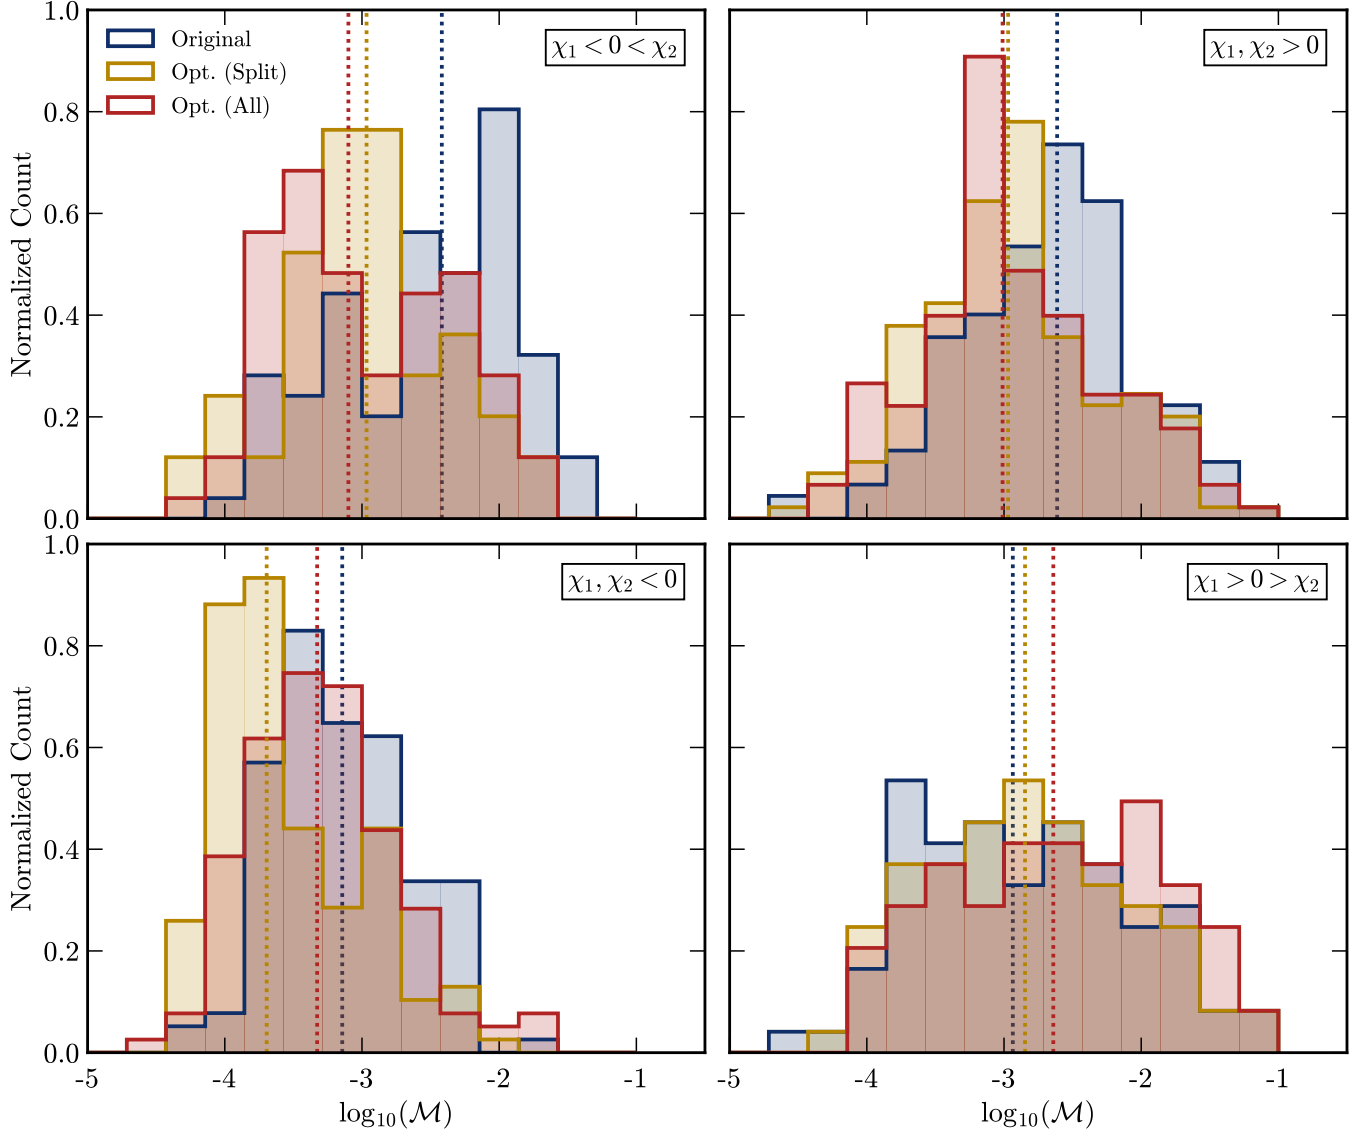 1.0
0.8
0.6
0.4
0.2
0.0
Normalized Count
Original
Opt. (Split)
Opt. (All)
χ₁ < 0 < χ₂
χ₁, χ₂ > 0
1.0
0.8
0.6
0.4
0.2
0.0
Normalized Count
χ₁, χ₂ < 0
χ₁ > 0 > χ₂
-5 -4 -3 -2 -1
-5 -4 -3 -2 -1
log₁₀(ℳ)
log₁₀(ℳ)